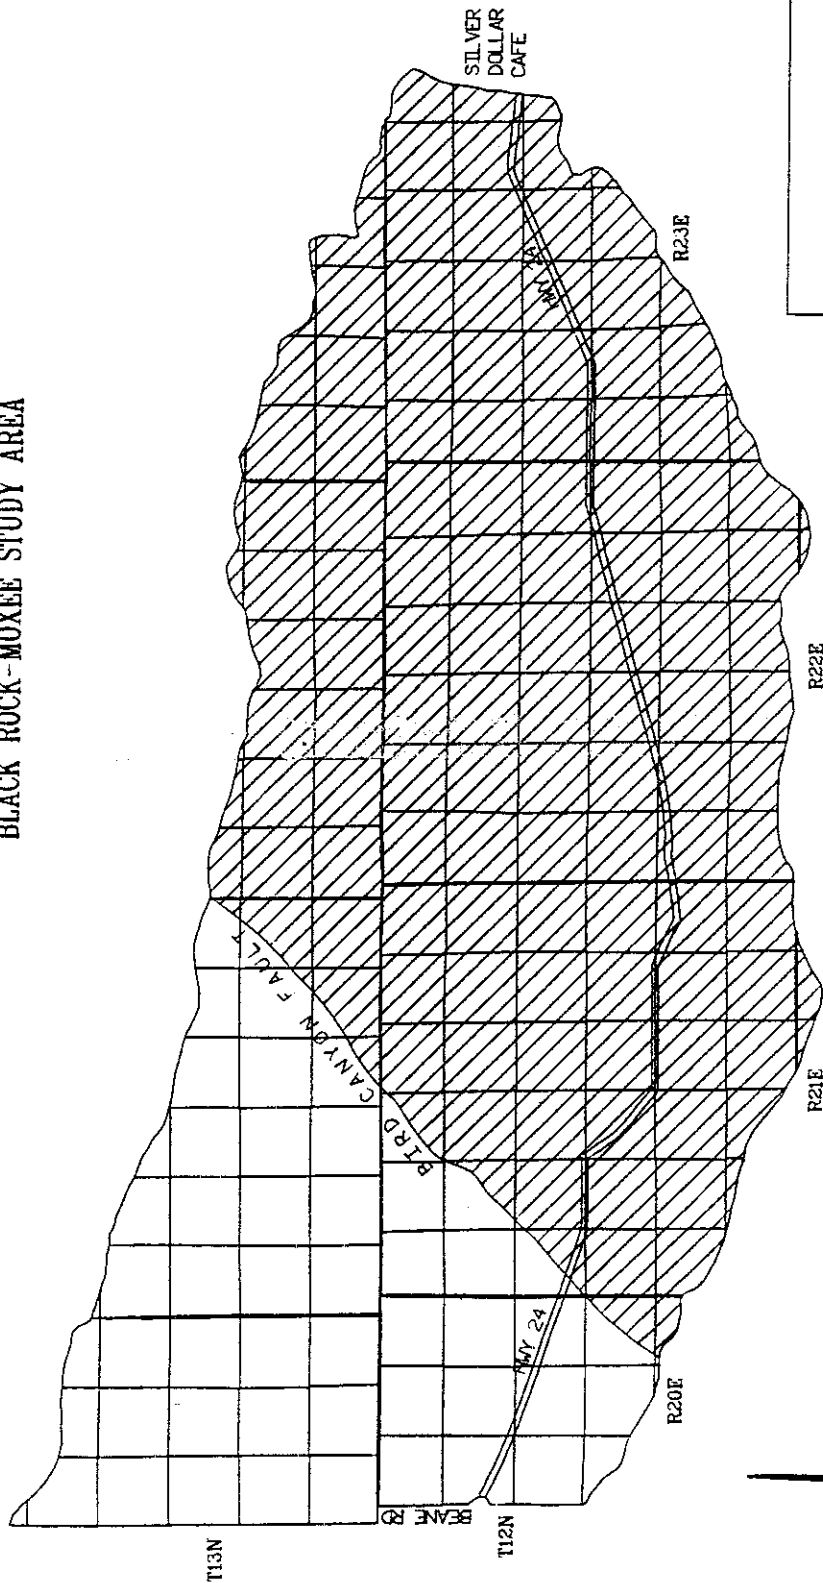 BLACK ROCK-MOXEE STUDY AREA
SILVER
DOLLAR
CAFE
HWY 24
R23E
BIRD CANYON FAULT
R22E
R21E
HWY 24
R20E
BEANE RD
T12N
T13N